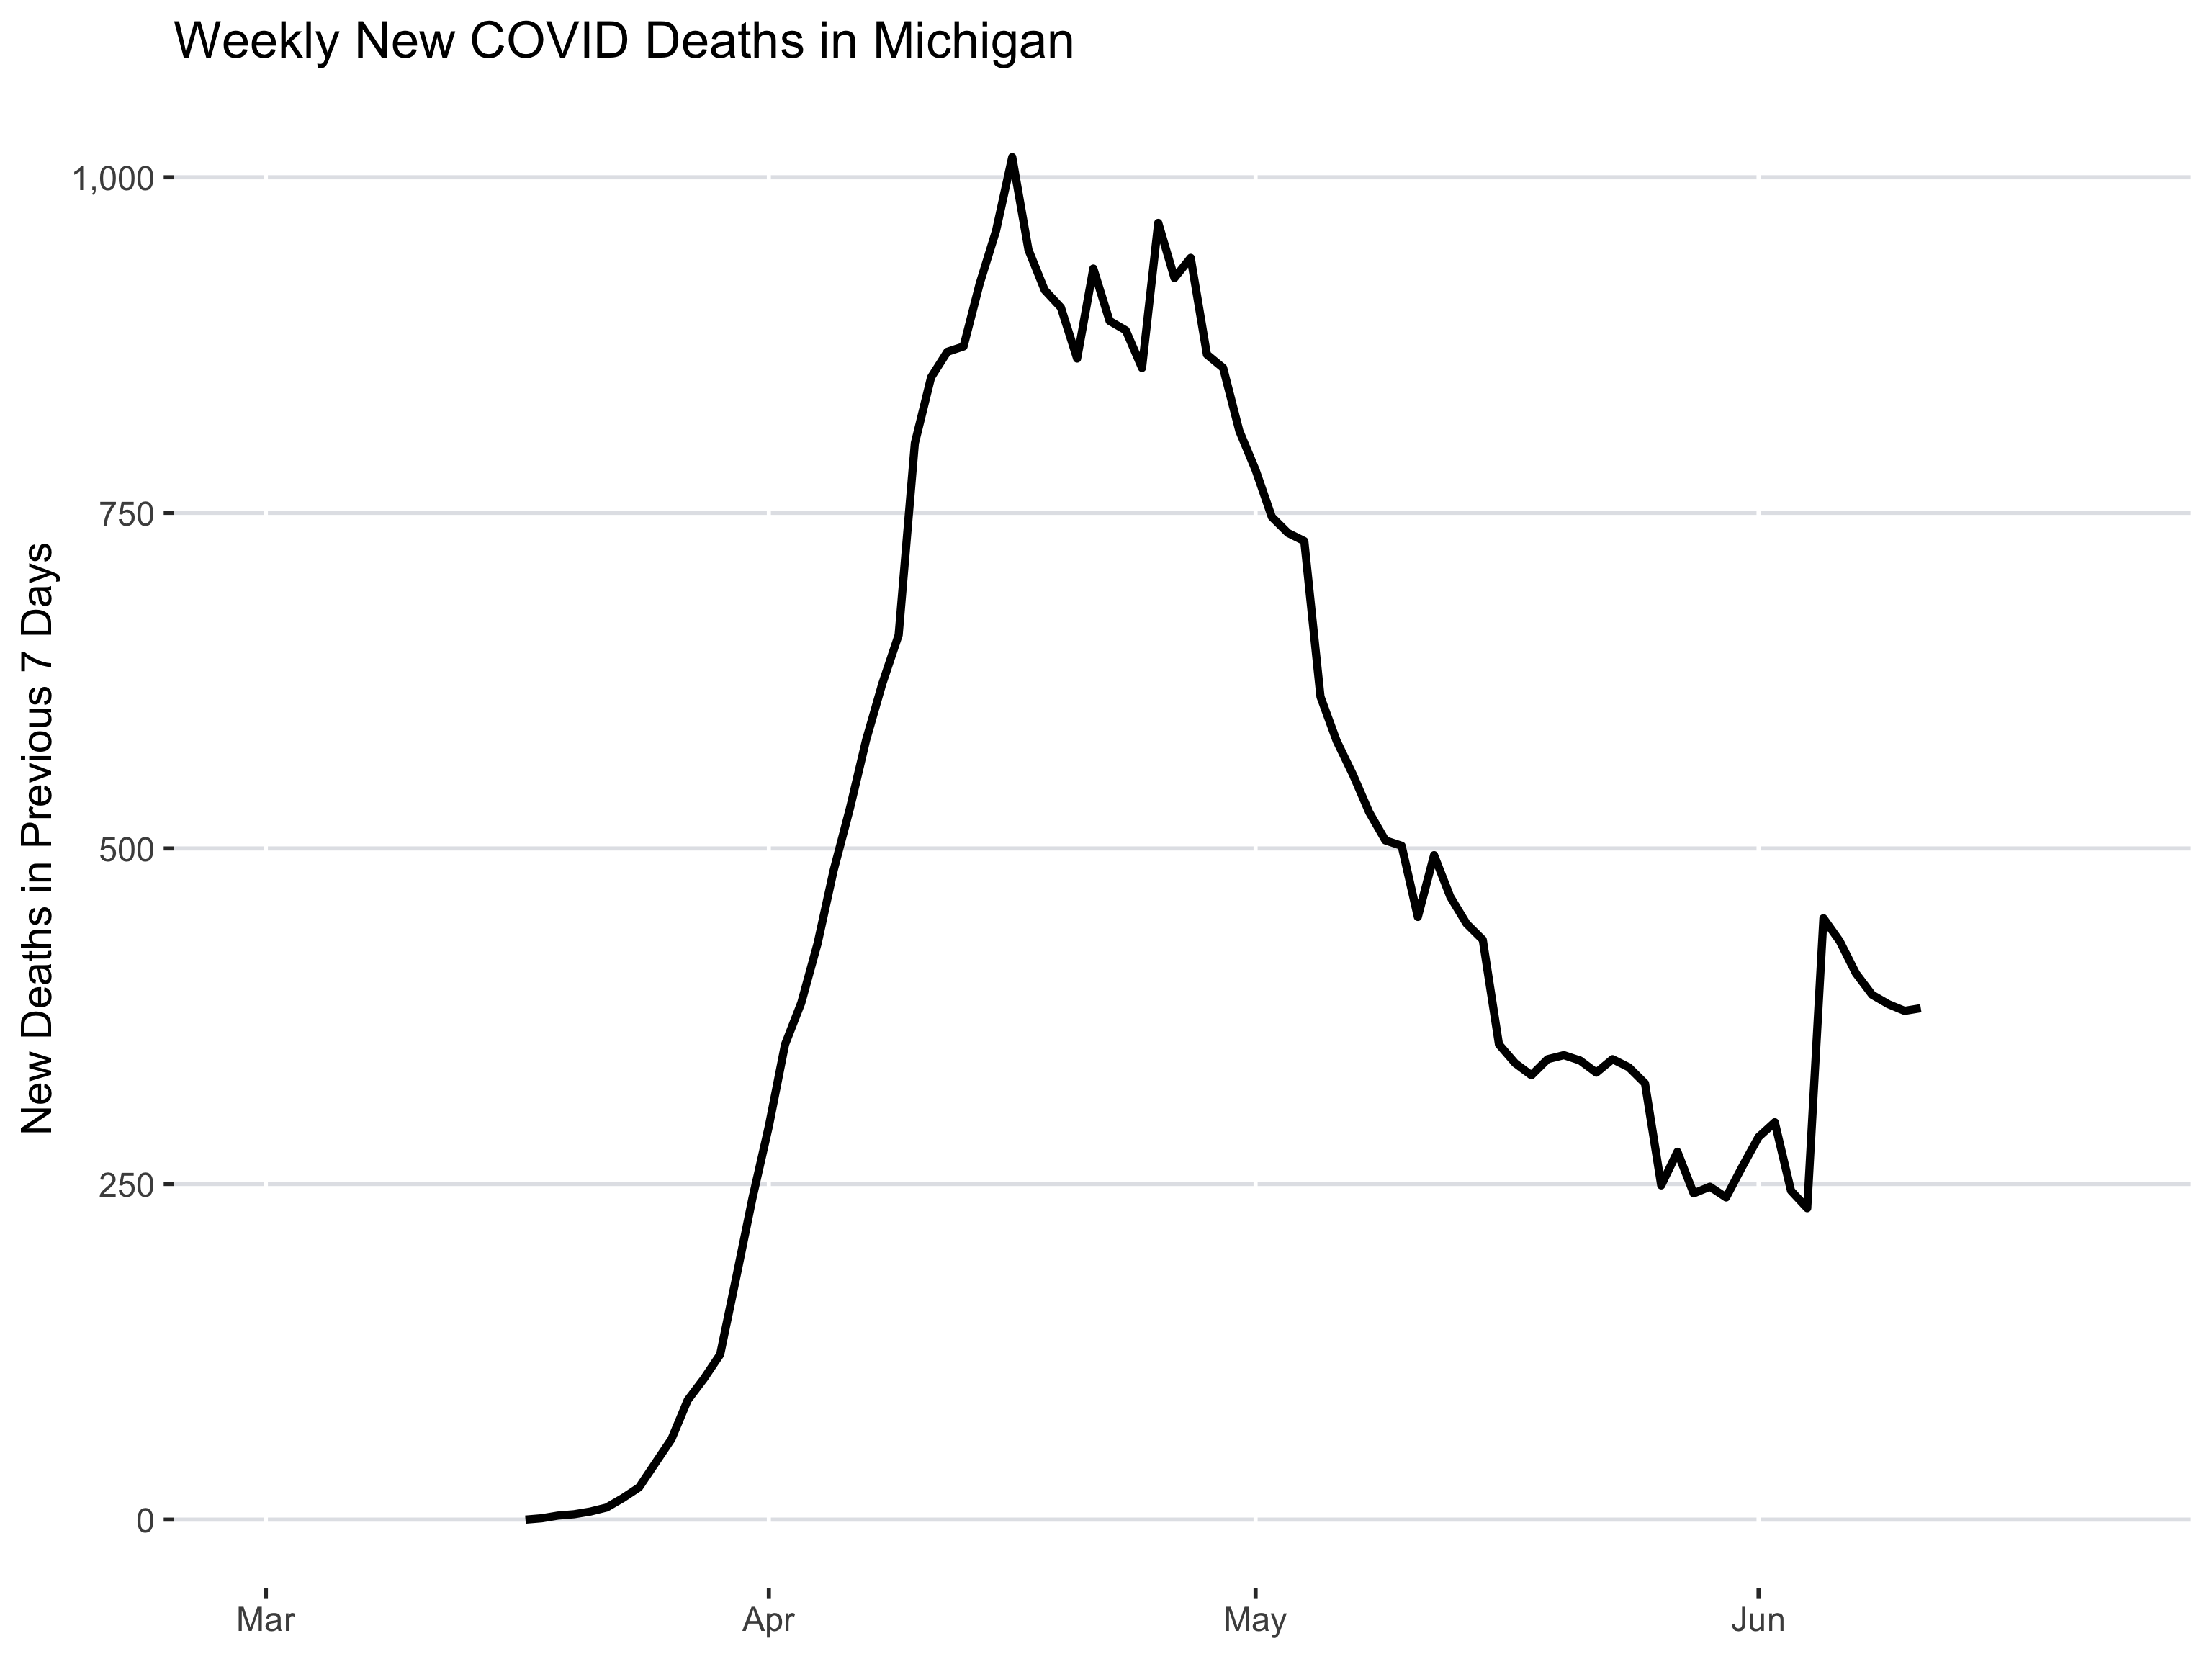 Weekly New COVID Deaths in Michigan
New Deaths in Previous 7 Days
1,000
750
500
250
0
Mar
Apr
May
Jun